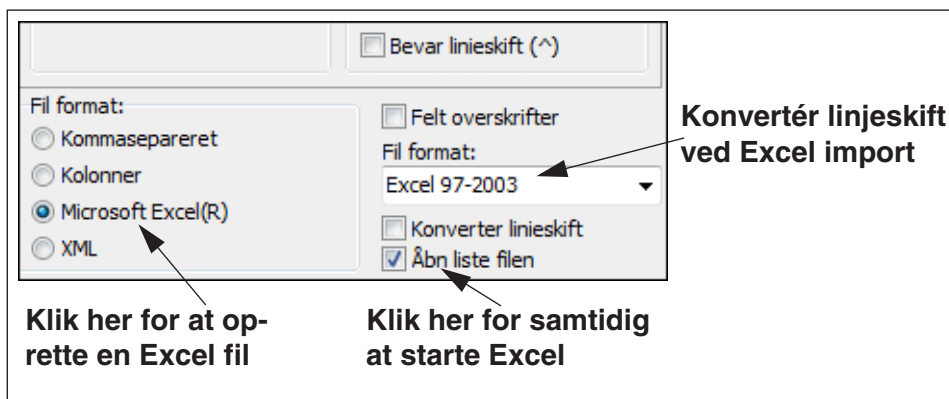 Bevar linieskift (^)
Fil format:
Kommasepareret
Kolonner
Microsoft Excel(R)
XML
Felt overskrifter
Fil format:
Excel 97-2003
Konverter linieskift
Åbn liste filen
Konvertér linjeskift
ved Excel import
Klik her for at op-
rette en Excel fil
Klik her for samtidig
at starte Excel